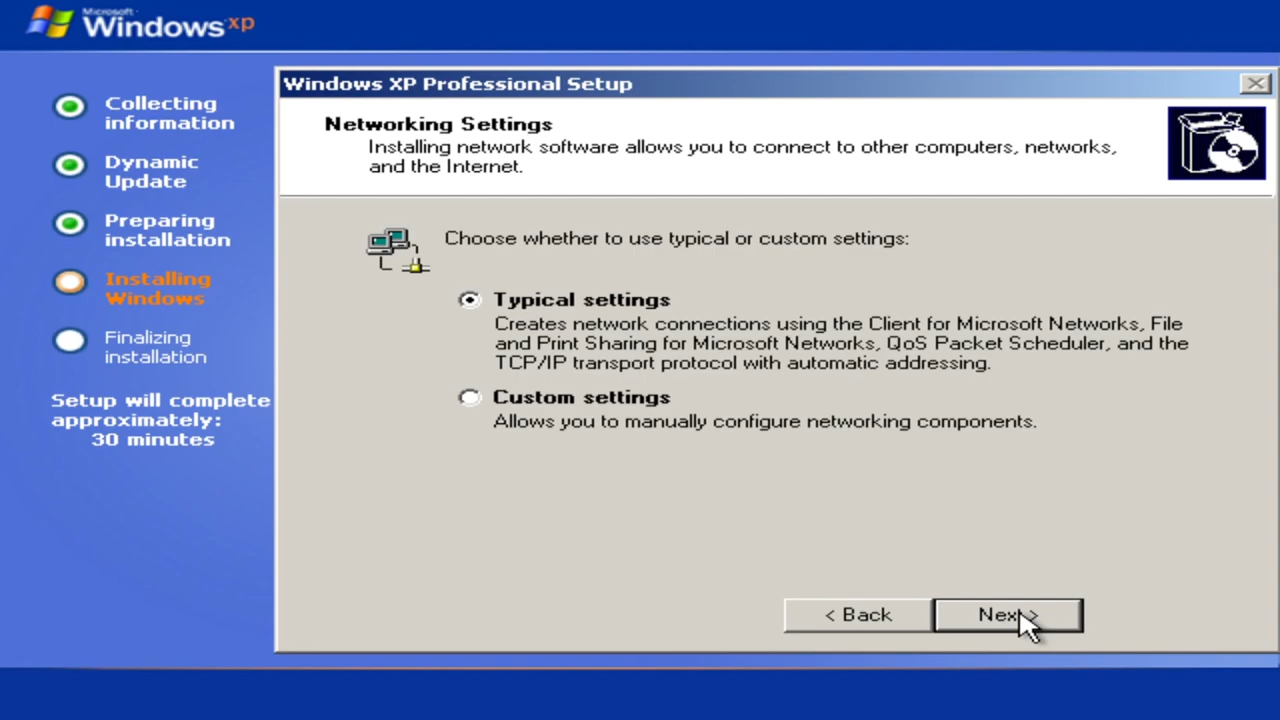 Microsoft
Windows xp
Collecting
information
Dynamic
Update
Preparing
installation
Installing
Windows
Finalizing
installation
Setup will complete
approximately:
30 minutes
Windows XP Professional Setup
Networking Settings
Installing network software allows you to connect to other computers, networks,
and the Internet.
Choose whether to use typical or custom settings:
Typical settings
Creates network connections using the Client for Microsoft Networks, File
and Print Sharing for Microsoft Networks, QoS Packet Scheduler, and the
TCP/IP transport protocol with automatic addressing.
Custom settings
Allows you to manually configure networking components.
< Back
Next >